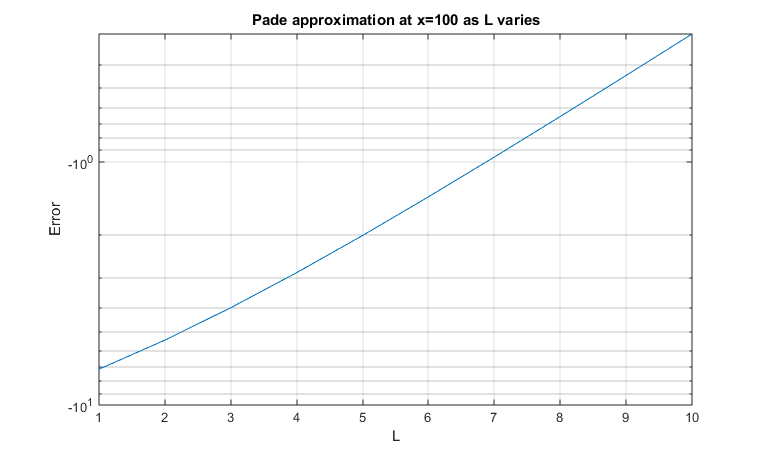 Pade approximation at x=100 as L varies
-10^0
Error
-10^1
1 2 3 4 5 6 7 8 9 10
L